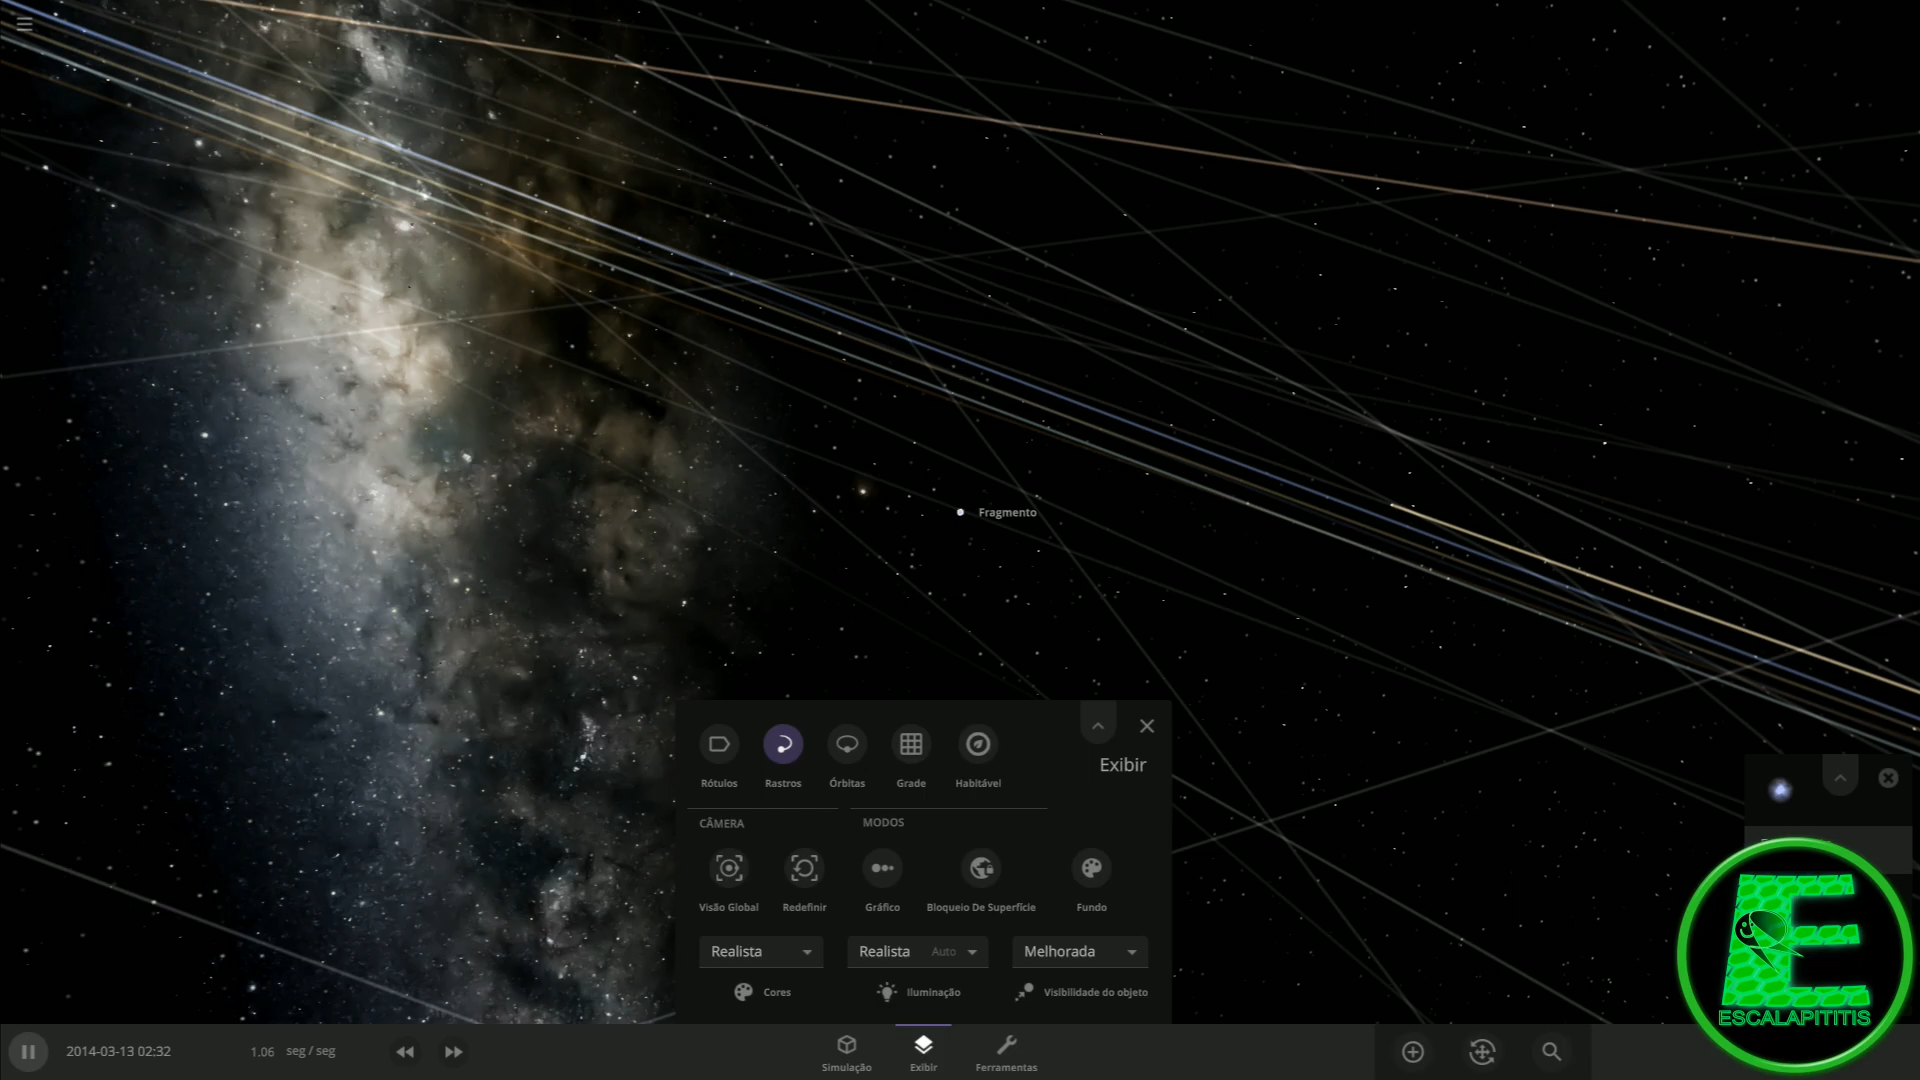 Fragmento
Rótulos
Rastros
Órbitas
Grade
Habitável
Exibir
CÂMERA
MODOS
Visão Global
Redefinir
Gráfico
Bloqueio De Superfície
Fundo
Realista
Realista Auto
Melhorada
Cores
Iluminação
Visibilidade do objeto
ESCALAPITITIS
2014-03-13 02:32
1.06 seg / seg
Simulação
Exibir
Ferramentas